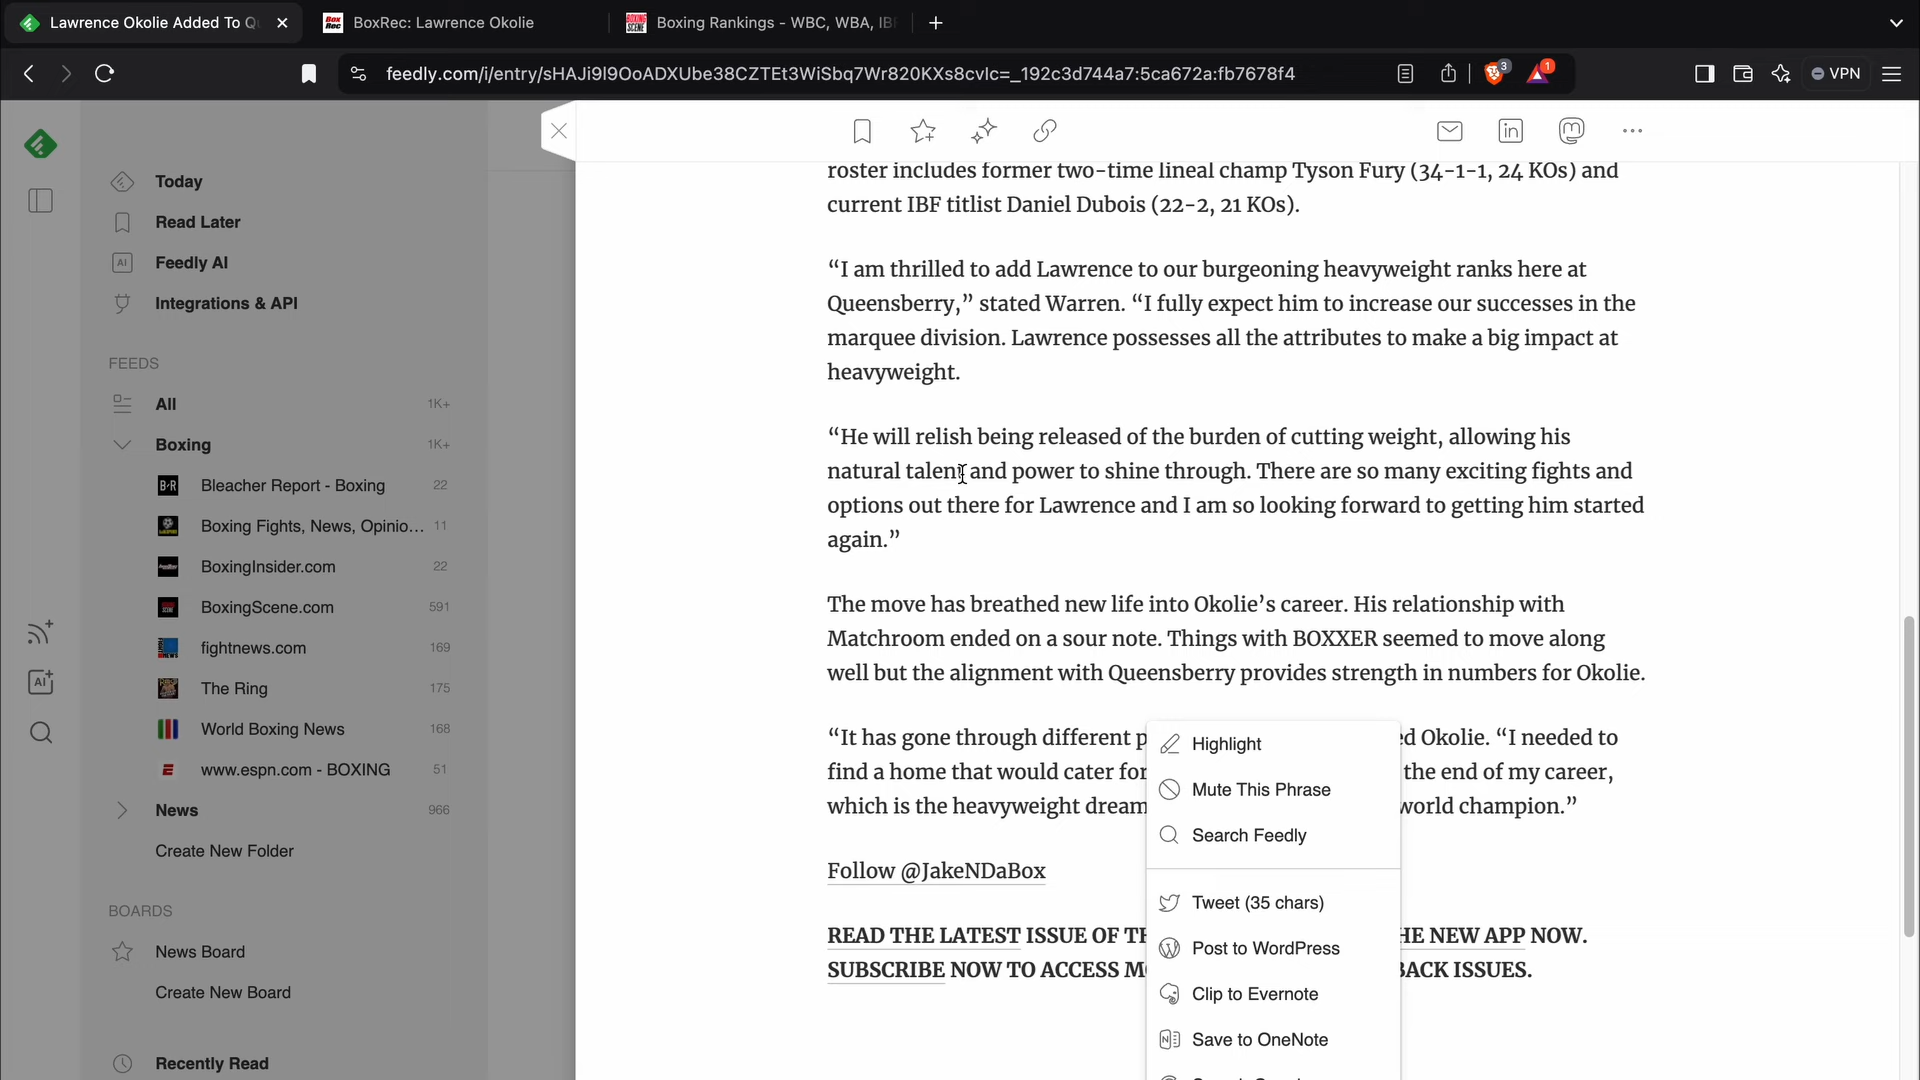 Lawrence Okolie Added To Q
BoxRec: Lawrence Okolie
Boxing Rankings - WBC, WBA, IBF
feedly.com/i/entry/sHAJi9l9OoADXUbe38CZTEt3WiSbq7Wr820KXs8cvIc=_192c3d744a7:5ca672a:fb7678f4
3
1
VPN
Today
Read Later
Feedly AI
Integrations & API
FEEDS
All 1K+
Boxing 1K+
Bleacher Report - Boxing 22
Boxing Fights, News, Opinio... 11
BoxingInsider.com 22
BoxingScene.com 591
fightnews.com 169
The Ring 175
World Boxing News 168
www.espn.com - BOXING 51
News 966
Create New Folder
BOARDS
News Board
Create New Board
Recently Read
roster includes former two-time lineal champ Tyson Fury (34-1-1, 24 KOs) and
current IBF titlist Daniel Dubois (22-2, 21 KOs).
“I am thrilled to add Lawrence to our burgeoning heavyweight ranks here at
Queensberry,” stated Warren. “I fully expect him to increase our successes in the
marquee division. Lawrence possesses all the attributes to make a big impact at
heavyweight.
“He will relish being released of the burden of cutting weight, allowing his
natural talent and power to shine through. There are so many exciting fights and
options out there for Lawrence and I am so looking forward to getting him started
again.”
The move has breathed new life into Okolie’s career. His relationship with
Matchroom ended on a sour note. Things with BOXXER seemed to move along
well but the alignment with Queensberry provides strength in numbers for Okolie.
“It has gone through different p ed Okolie. “I needed to
find a home that would cater for the end of my career,
which is the heavyweight dream world champion.”
Follow @JakeNDaBox
READ THE LATEST ISSUE OF TH HE NEW APP NOW.
SUBSCRIBE NOW TO ACCESS M BACK ISSUES.
Highlight
Mute This Phrase
Search Feedly
Tweet (35 chars)
Post to WordPress
Clip to Evernote
Save to OneNote